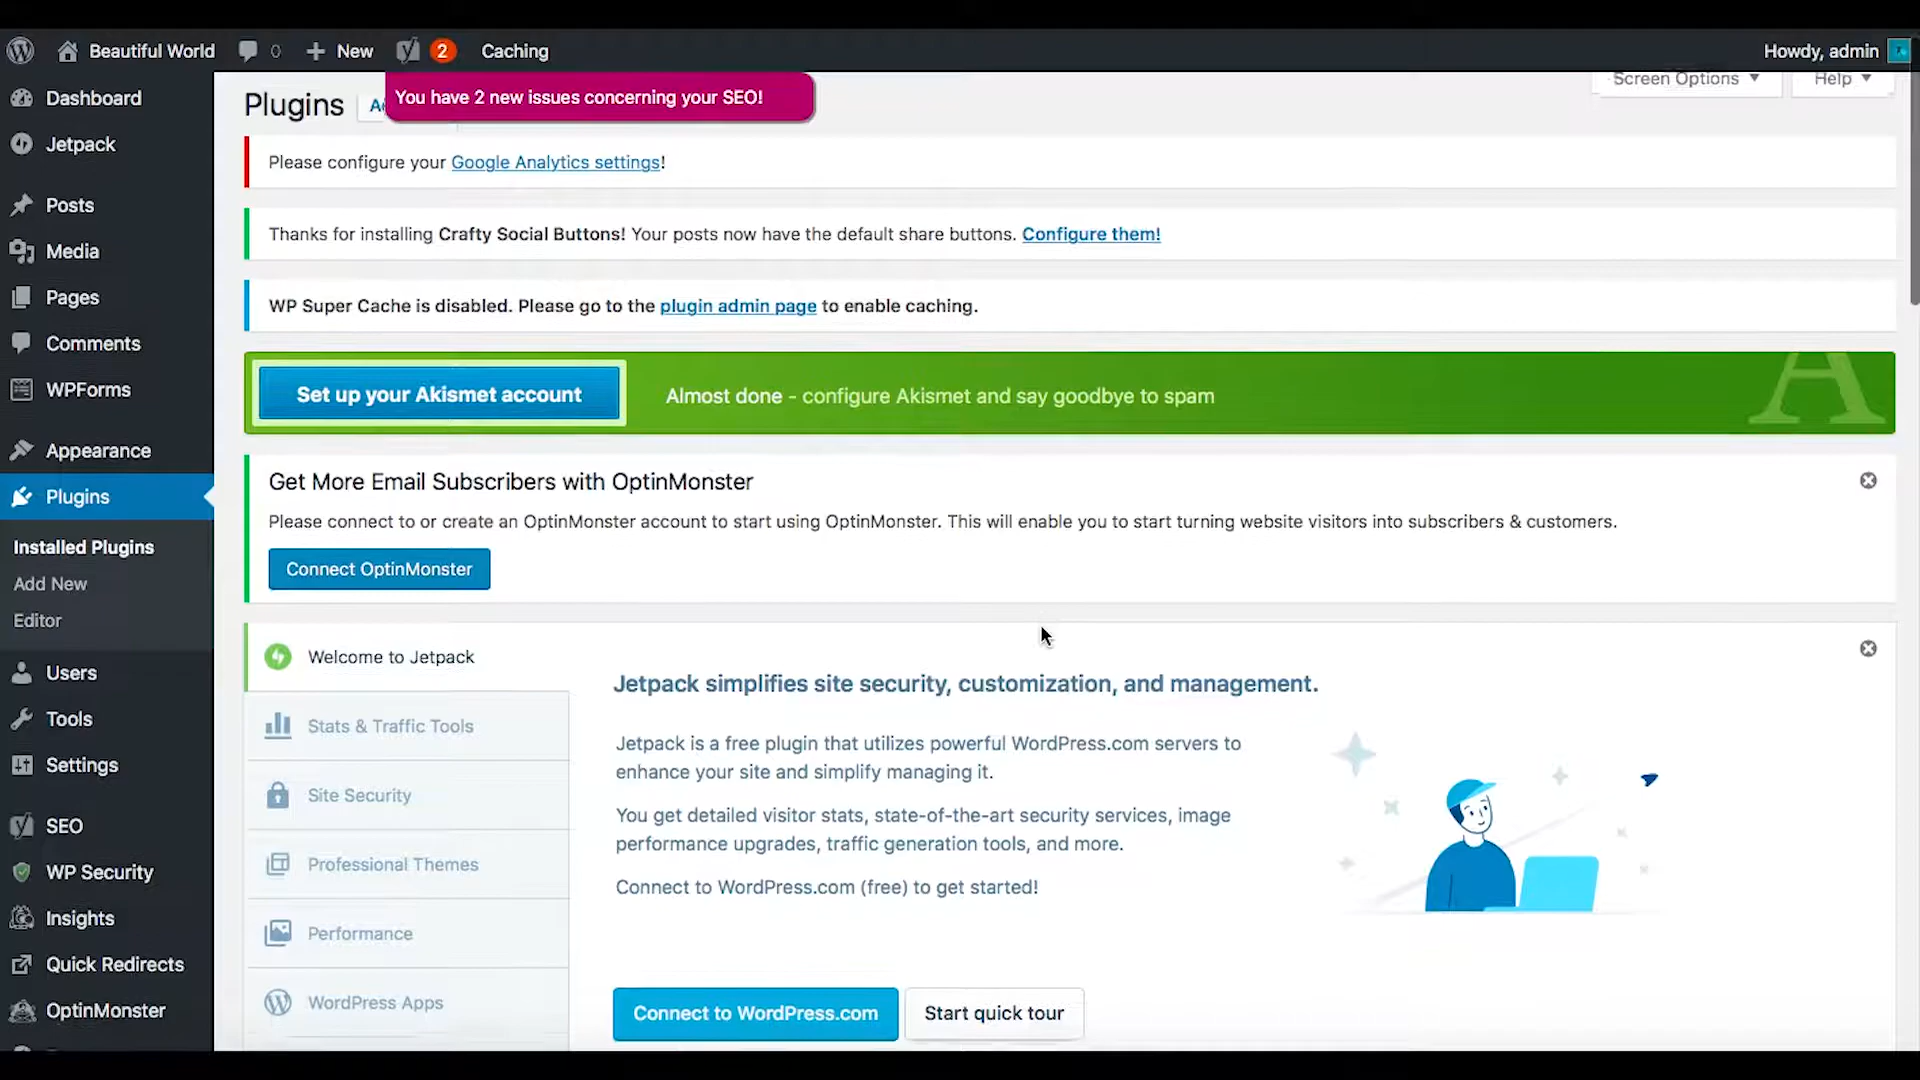 Beautiful World
0
New
2
Caching
Howdy, admin
Screen Options
Help
Dashboard
Jetpack
Posts
Media
Pages
Comments
WPForms
Appearance
Plugins
Installed Plugins
Add New
Editor
Users
Tools
Settings
SEO
WP Security
Insights
Quick Redirects
OptinMonster
Plugins
You have 2 new issues concerning your SEO!
Please configure your Google Analytics settings!
Thanks for installing Crafty Social Buttons! Your posts now have the default share buttons. Configure them!
WP Super Cache is disabled. Please go to the plugin admin page to enable caching.
Set up your Akismet account
Almost done - configure Akismet and say goodbye to spam
A
Get More Email Subscribers with OptinMonster
Please connect to or create an OptinMonster account to start using OptinMonster. This will enable you to start turning website visitors into subscribers & customers.
Connect OptinMonster
Welcome to Jetpack
Stats & Traffic Tools
Site Security
Professional Themes
Performance
WordPress Apps
Jetpack simplifies site security, customization, and management.
Jetpack is a free plugin that utilizes powerful WordPress.com servers to
enhance your site and simplify managing it.
You get detailed visitor stats, state-of-the-art security services, image
performance upgrades, traffic generation tools, and more.
Connect to WordPress.com (free) to get started!
Connect to WordPress.com
Start quick tour